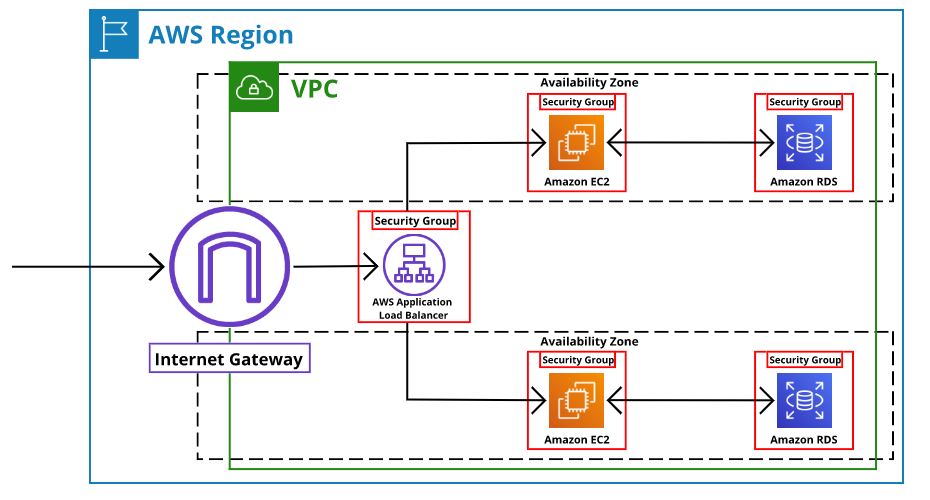 AWS Region
VPC
Availability Zone
Security Group
Amazon EC2
Security Group
Amazon RDS
Security Group
AWS Application
Load Balancer
Internet Gateway
Availability Zone
Security Group
Amazon EC2
Security Group
Amazon RDS